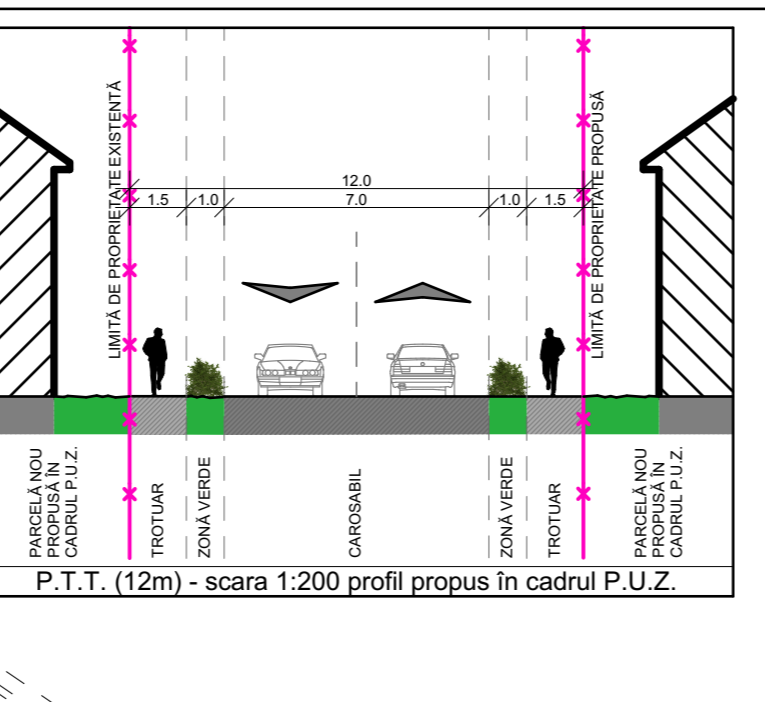 LIMITĂ DE PROPRIETATE EXISTENTĂ
LIMITĂ DE PROPRIETATE PROPUSĂ
12.0
1.5 1.0 7.0 1.0 1.5
PARCELĂ NOU
PROPUSĂ ÎN
CADRUL P.U.Z.
TROTUAR
ZONĂ VERDE
CAROSABIL
ZONĂ VERDE
TROTUAR
PARCELĂ NOU
PROPUSĂ ÎN
CADRUL P.U.Z.
P.T.T. (12m) - scara 1:200 profil propus în cadrul P.U.Z.